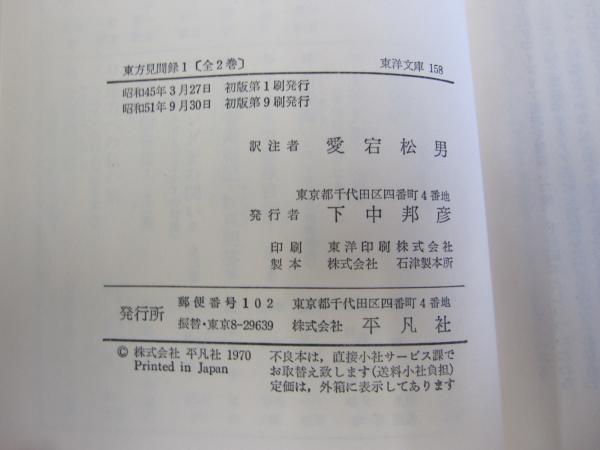 東方見聞録 1〔全2巻〕 東洋文庫 158
昭和45年3月27日 初版第1刷発行
昭和51年9月30日 初版第9刷発行
訳注者 愛宕松男
東京都千代田区四番町4番地
発行者 下中邦彦
印刷 東洋印刷株式会社
製本 株式会社 石津製本所
発行所 郵便番号102 東京都千代田区四番町4番地
振替・東京8-29639 株式会社 平凡社
© 株式会社 平凡社 1970 不良本は，直接小社サービス課で
Printed in Japan お取替え致します(送料小社負担)
定価は，外箱に表示してあります